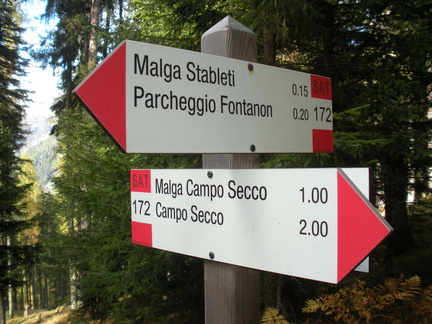 Malga Stableti 0.15 SAT
Parcheggio Fontanon 0.20 172
SAT Malga Campo Secco 1.00
172 Campo Secco 2.00